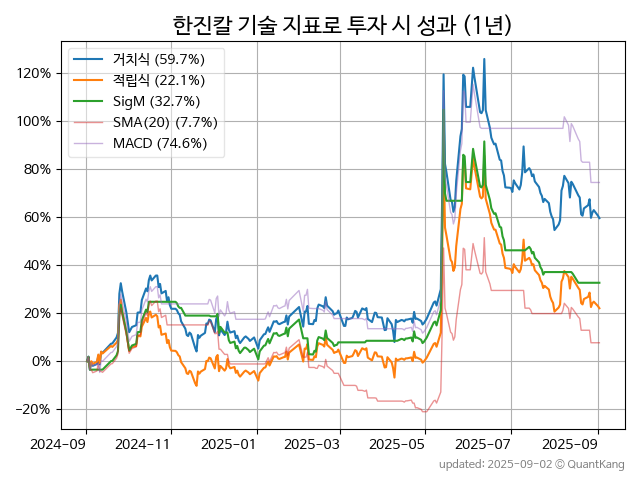 한진칼 기술 지표로 투자 시 성과 (1년)
거치식 (59.7%)
적립식 (22.1%)
SigM (32.7%)
SMA(20) (7.7%)
MACD (74.6%)
120%
100%
80%
60%
40%
20%
0%
−20%
2024-09 2024-11 2025-01 2025-03 2025-05 2025-07 2025-09
updated: 2025-09-02 © QuantKang